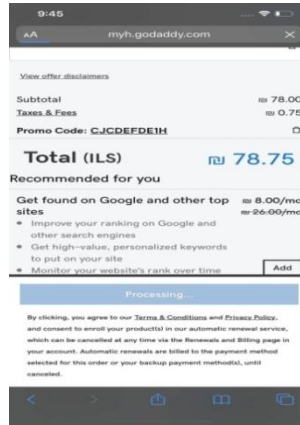 9:45
AA
myh.godaddy.com
View offer disclaimers
Subtotal ₪ 78.00
Taxes & Fees ₪ 0.75
Promo Code: CJCDEFDE1H
Total (ILS) ₪ 78.75
Recommended for you
Get found on Google and other top ₪ 8.00/mo
sites ₪ 26.00/mo
Improve your ranking on Google and
other search engines
Get high-value, personalized keywords
to put on your site
Monitor your website's rank over time
Add
Processing...
By clicking, you agree to our Terms & Conditions and Privacy Policy,
and consent to enroll your product(s) in our automatic renewal service,
which can be cancelled at any time via the Renewals and Billing page in
your account. Automatic renewals are billed to the payment method
selected for this order or your backup payment method(s), until
canceled.